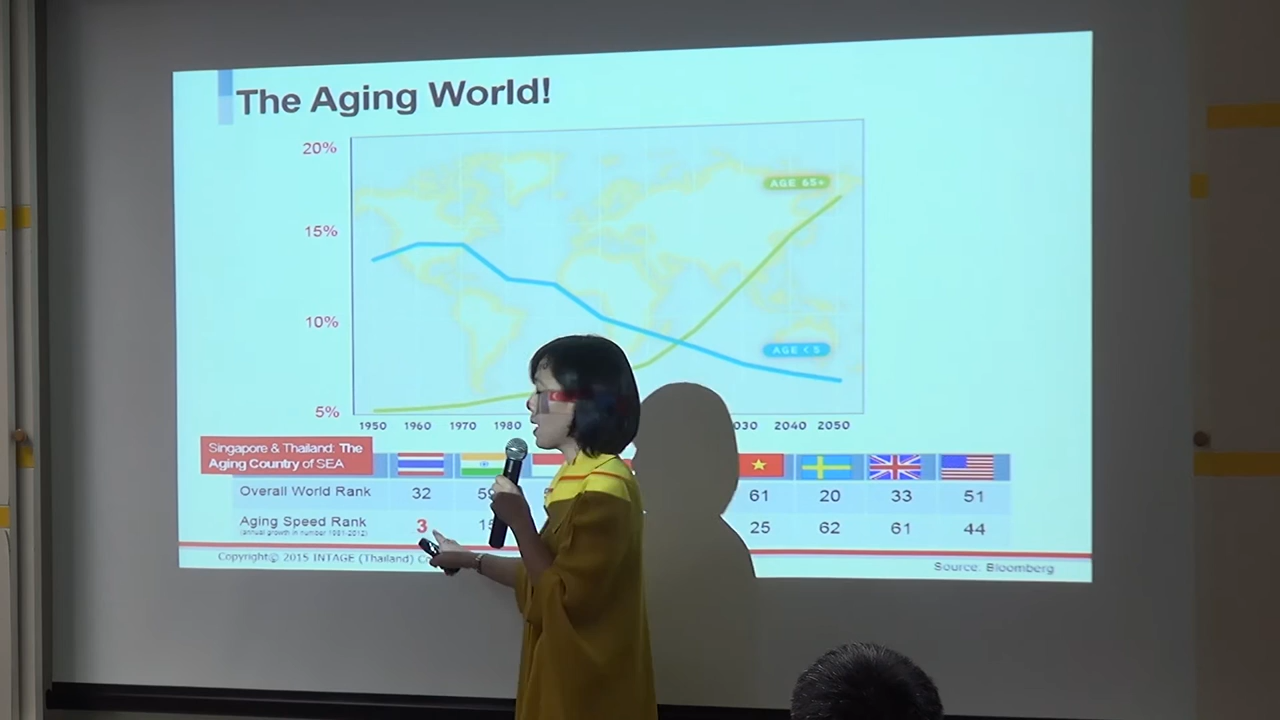 The Aging World!
20%
AGE 65+
15%
10%
AGE < 5
5%
1950 1960 1970 1980 2040 2050
Singapore & Thailand: The
Aging Country of SEA
Overall World Rank 32 61 20 33 51
Aging Speed Rank 3 25 62 61 44
Copyright© 2015 INTAGE (Thailand)
Source: Bloomberg